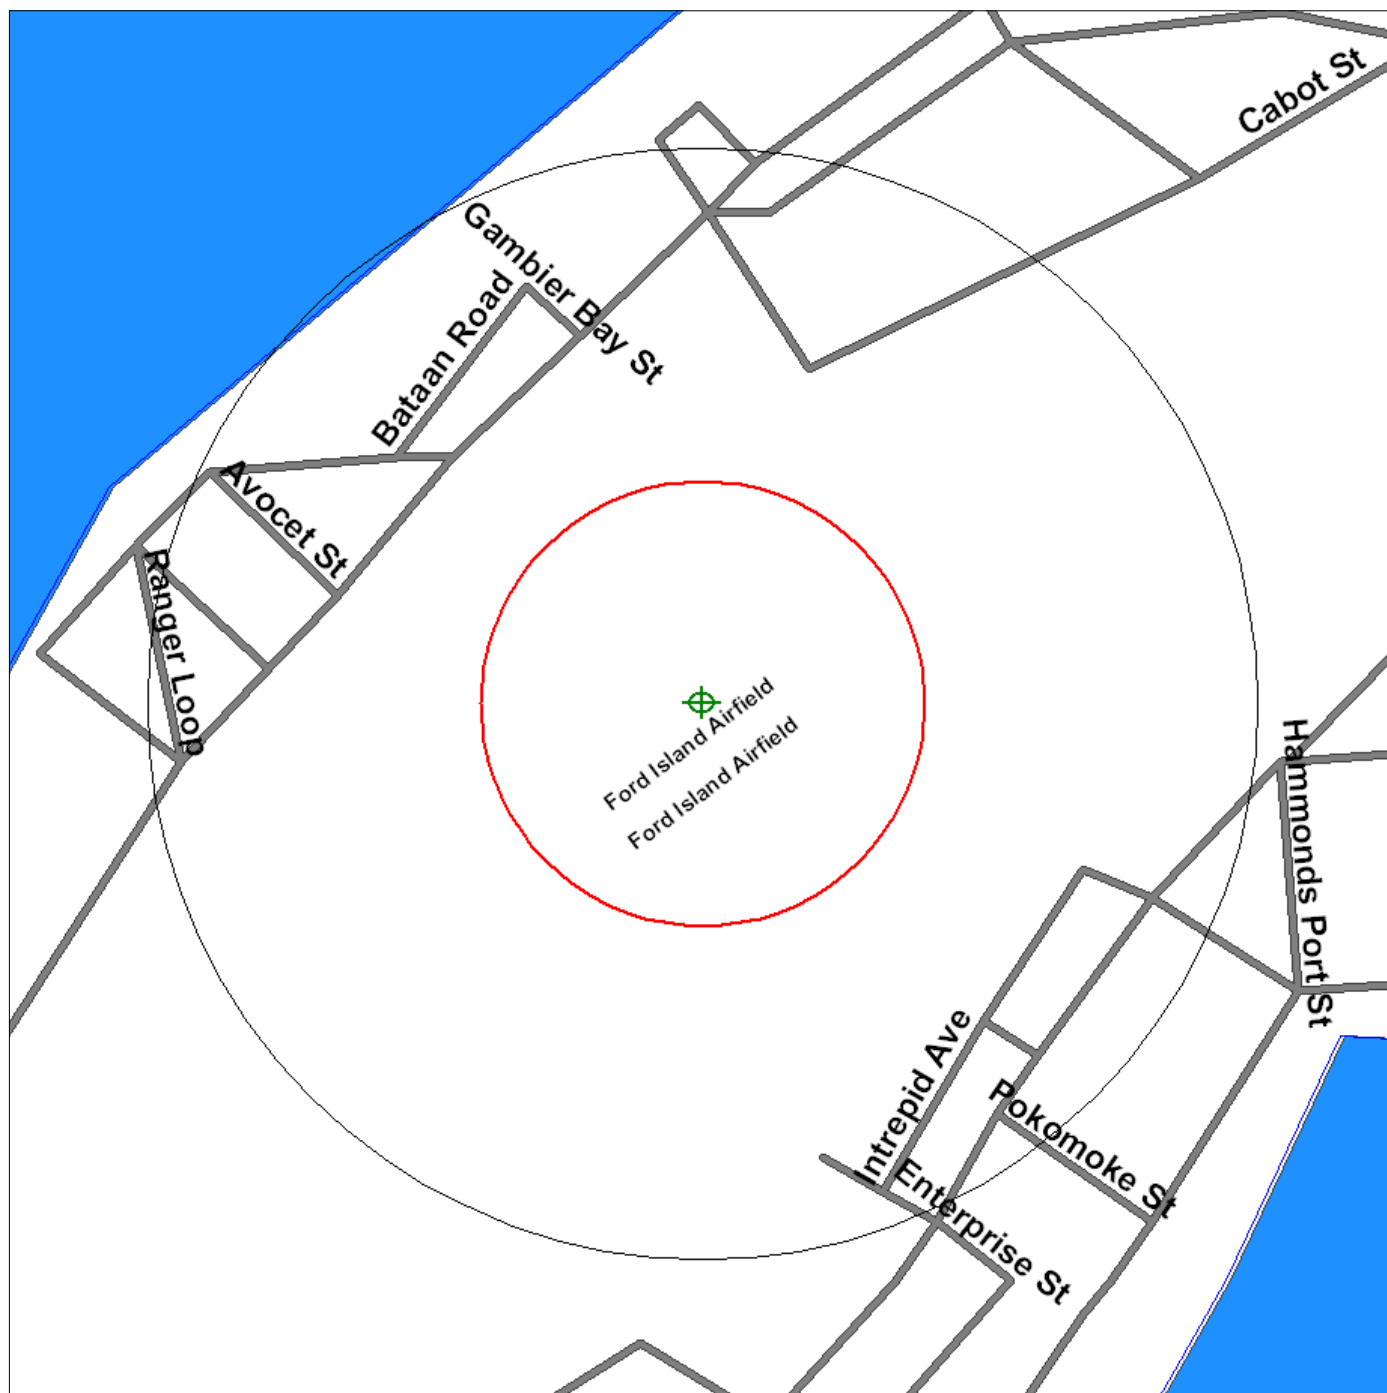 Cabot St
Gambier Bay St
Bataan Road
Avocet St
Ranger Loop
Ford Island Airfield
Ford Island Airfield
Hammonds Port St
Intrepid Ave
Pokomoke St
Enterprise St